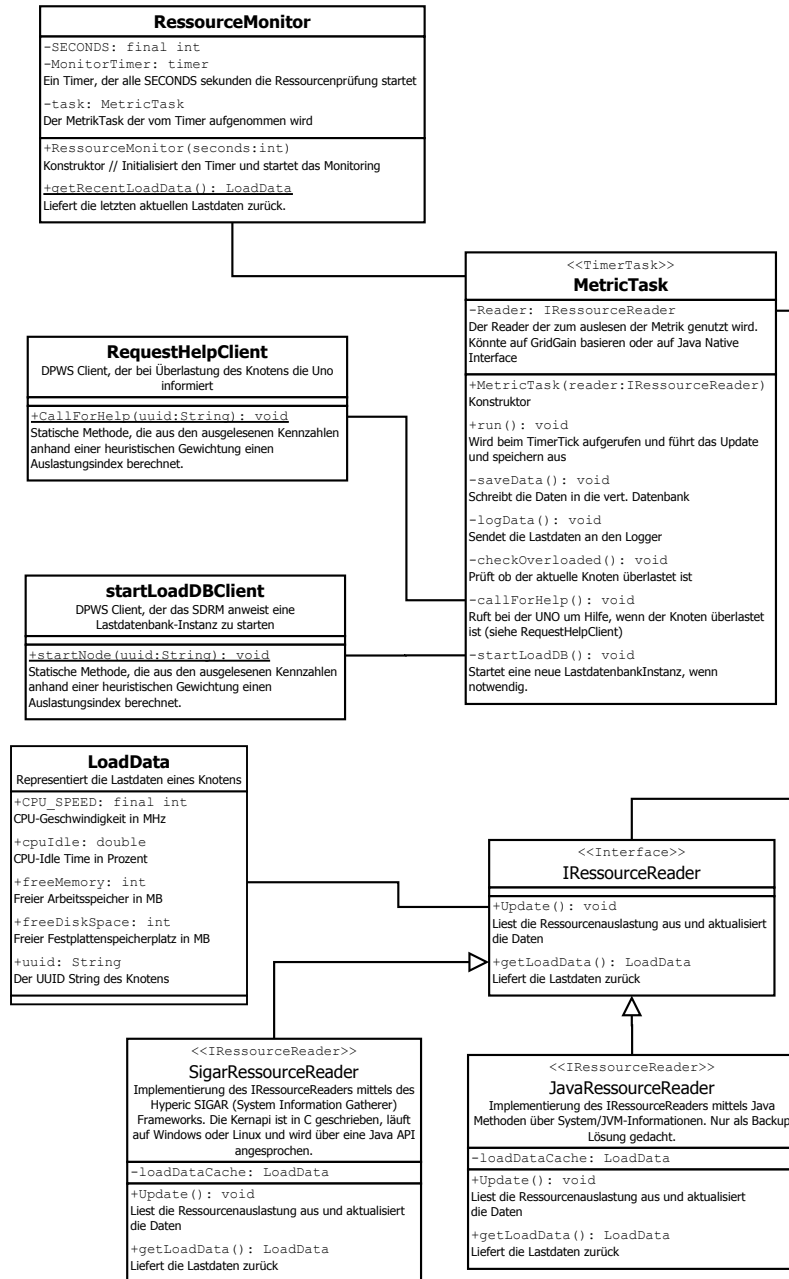 RessourceMonitor
-SECONDS: final int
-MonitorTimer: timer
Ein Timer, der alle SECONDS sekunden die Ressourcenprüfung startet
-task: MetricTask
Der MetrikTask der vom Timer aufgenommen wird
+RessourceMonitor(seconds:int)
Konstruktor // Initialisiert den Timer und startet das Monitoring
+getRecentLoadData(): LoadData
Liefert die letzten aktuellen Lastdaten zurück.
<<TimerTask>>
MetricTask
-Reader: IRessourceReader
Der Reader der zum auslesen der Metrik genutzt wird.
Könnte auf GridGain basieren oder auf Java Native
Interface
+MetricTask(reader:IRessourceReader)
Konstruktor
+run(): void
Wird beim TimerTick aufgerufen und führt das Update
und speichern aus
-saveData(): void
Schreibt die Daten in die vert. Datenbank
-logData(): void
Sendet die Lastdaten an den Logger
-checkOverloaded(): void
Prüft ob der aktuelle Knoten überlastet ist
-callForHelp(): void
Ruft bei der UNO um Hilfe, wenn der Knoten überlastet
ist (siehe RequestHelpClient)
-startLoadDB(): void
Startet eine neue LastdatenbankInstanz, wenn
notwendig.
RequestHelpClient
DPWS Client, der bei Überlastung des Knotens die Uno
informiert
+CallForHelp(uuid:String): void
Statische Methode, die aus den ausgelesenen Kennzahlen
anhand einer heuristischen Gewichtung einen
Auslastungsindex berechnet.
startLoadDBClient
DPWS Client, der das SDRM anweist eine
Lastdatenbank-Instanz zu starten
+startNode(uuid:String): void
Statische Methode, die aus den ausgelesenen Kennzahlen
anhand einer heuristischen Gewichtung einen
Auslastungsindex berechnet.
LoadData
Representiert die Lastdaten eines Knotens
+CPU_SPEED: final int
CPU-Geschwindigkeit in MHz
+cpuIdle: double
CPU-Idle Time in Prozent
+freeMemory: int
Freier Arbeitsspeicher in MB
+freeDiskSpace: int
Freier Festplattenspeicherplatz in MB
+uuid: String
Der UUID String des Knotens
<<Interface>>
IRessourceReader
+Update(): void
Liest die Ressourcenauslastung aus und aktualisiert
die Daten
+getLoadData(): LoadData
Liefert die Lastdaten zurück
<<IRessourceReader>>
SigarRessourceReader
Implementierung des IRessourceReaders mittels des
Hyperic SIGAR (System Information Gatherer)
Frameworks. Die Kernapi ist in C geschrieben, läuft
auf Windows oder Linux und wird über eine Java API
angesprochen.
-loadDataCache: LoadData
+Update(): void
Liest die Ressourcenauslastung aus und aktualisiert
die Daten
+getLoadData(): LoadData
Liefert die Lastdaten zurück
<<IRessourceReader>>
JavaRessourceReader
Implementierung des IRessourceReaders mittels Java
Methoden über System/JVM-Informationen. Nur als Backup
Lösung gedacht.
-loadDataCache: LoadData
+Update(): void
Liest die Ressourcenauslastung aus und aktualisiert
die Daten
+getLoadData(): LoadData
Liefert die Lastdaten zurück